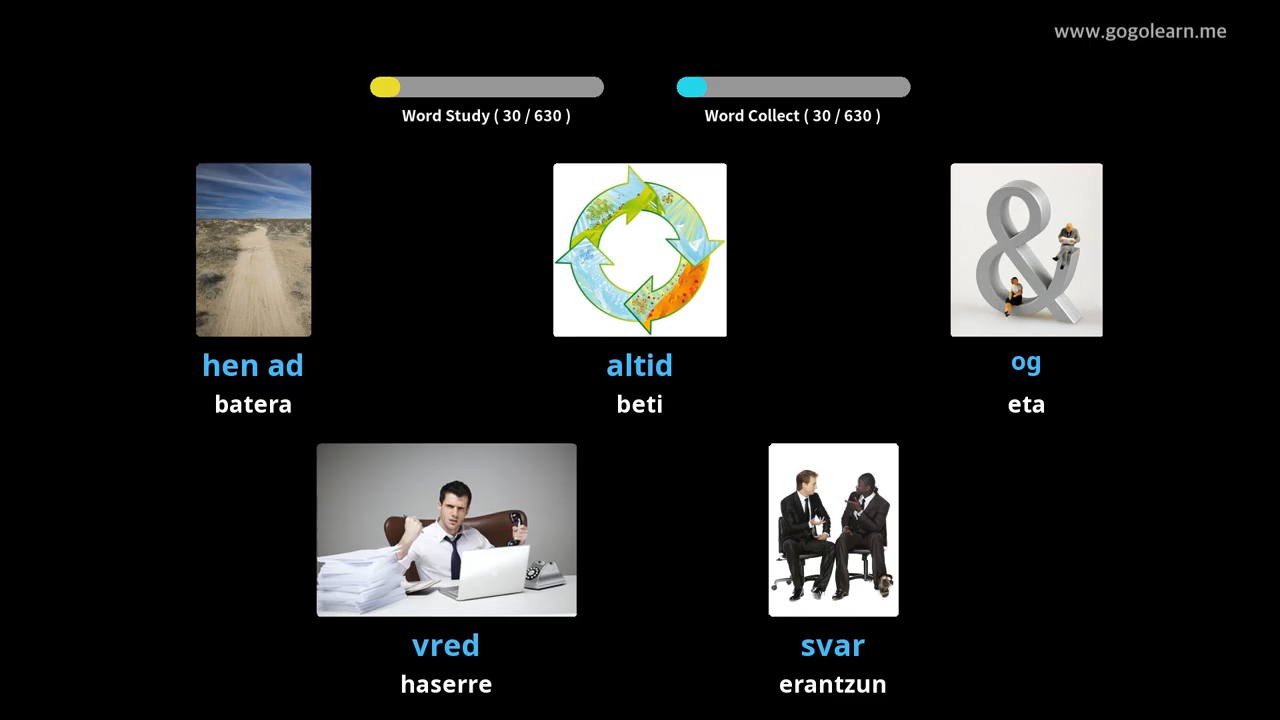 www.gogolearn.me
Word Study ( 30 / 630 )
Word Collect ( 30 / 630 )
hen ad
batera
altid
beti
og
eta
vred
haserre
svar
erantzun